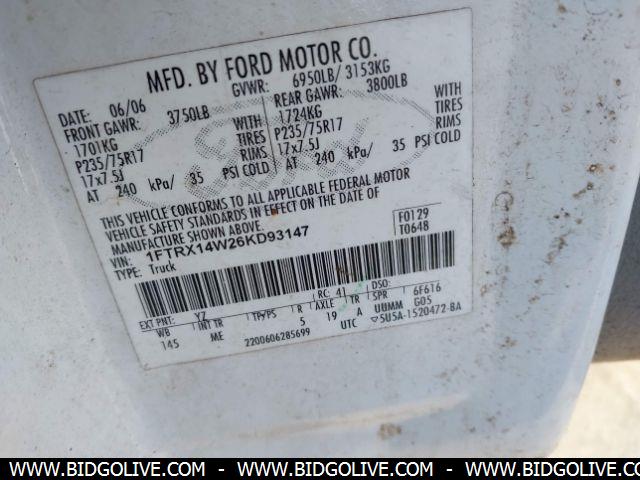 MFD. BY FORD MOTOR CO.
DATE: 06/06 GVWR: 6950LB/ 3153KG
FRONT GAWR: 3750LB REAR GAWR: 3800LB
1701KG WITH 1724KG WITH
P235/75R17 TIRES P235/75R17 TIRES
17x7.5J RIMS 17x7.5J RIMS
AT 240 kPa/ 35 PSI COLD AT 240 kPa/ 35 PSI COLD
THIS VEHICLE CONFORMS TO ALL APPLICABLE FEDERAL MOTOR
VEHICLE SAFETY STANDARDS IN EFFECT ON THE DATE OF
MANUFACTURE SHOWN ABOVE.
VIN: 1FTRX14W26KD93147 F0129
TYPE: Truck T0648
EXT PNT: YZ RC: 41 DSO: 6F616
WB INT TR TP/PS R AXLE TR SPR G05
145 ME 5 19 A UUMM
2200606285699 UTC 5U5A-1520472-BA
WWW.BIDGOLIVE.COM - WWW.BIDGOLIVE.COM - WWW.BIDGOLIVE.COM